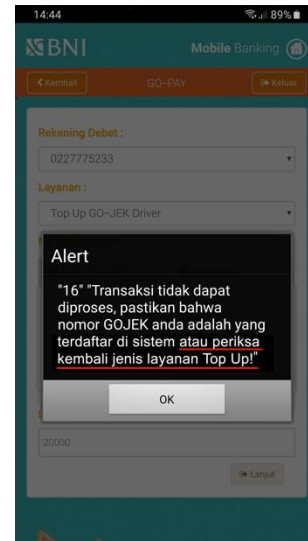 14:44
89%
BNI
Mobile Banking
Kembali
GO-PAY
Keluar
Rekening Debet :
0227775233
Layanan :
Top Up GO-JEK Driver
Alert
"16" "Transaksi tidak dapat
diproses, pastikan bahwa
nomor GOJEK anda adalah yang
terdaftar di sistem atau periksa
kembali jenis layanan Top Up!"
OK
20000
Lanjut